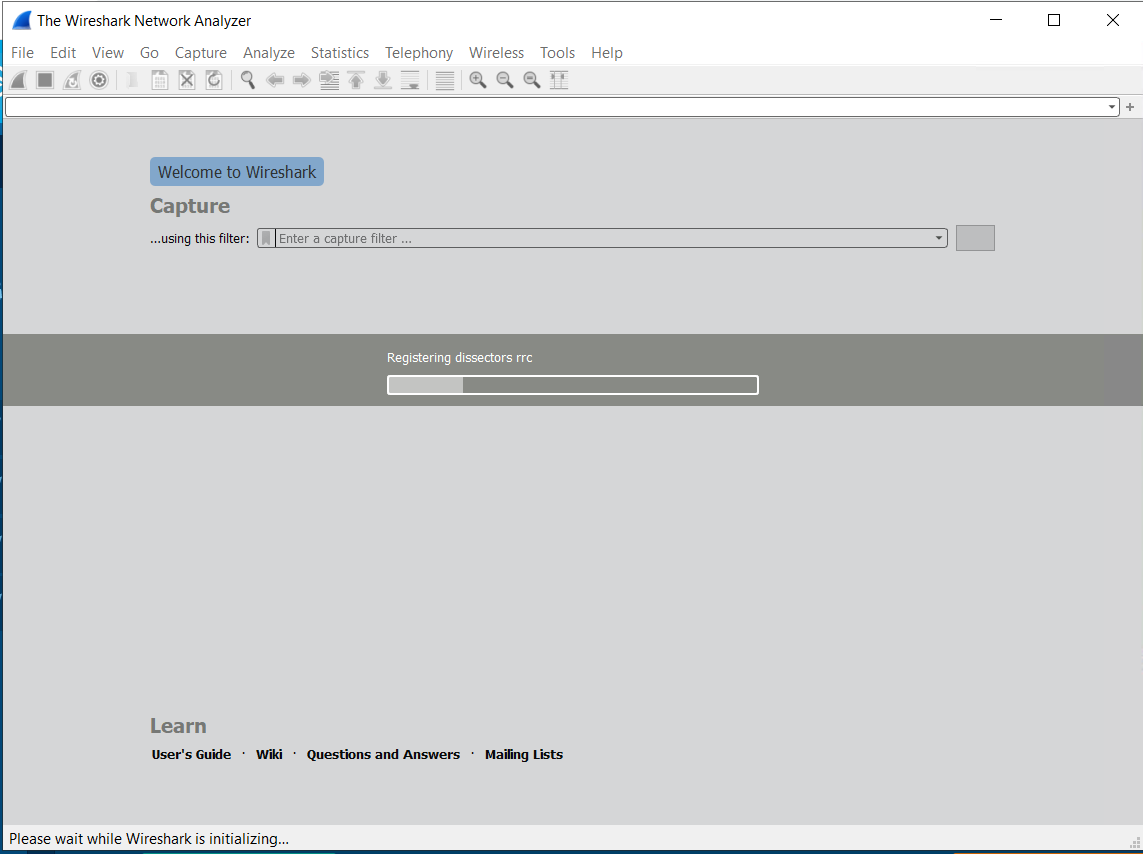 The Wireshark Network Analyzer
File Edit View Go Capture Analyze Statistics Telephony Wireless Tools Help
Welcome to Wireshark
Capture
...using this filter: Enter a capture filter ...
Registering dissectors rrc
Learn
User's Guide · Wiki · Questions and Answers · Mailing Lists
Please wait while Wireshark is initializing...